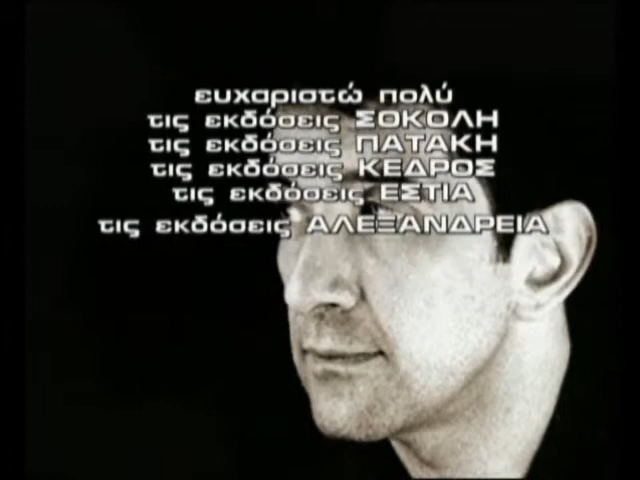 ευχαριστώ πολύ
τις εκδόσεις ΣΟΚΟΛΗ
τις εκδόσεις ΠΑΤΑΚΗ
τις εκδόσεις ΚΕΔΡΟΣ
τις εκδόσεις ΕΣΤΙΑ
τις εκδόσεις ΑΛΕΞΑΝΔΡΕΙΑ